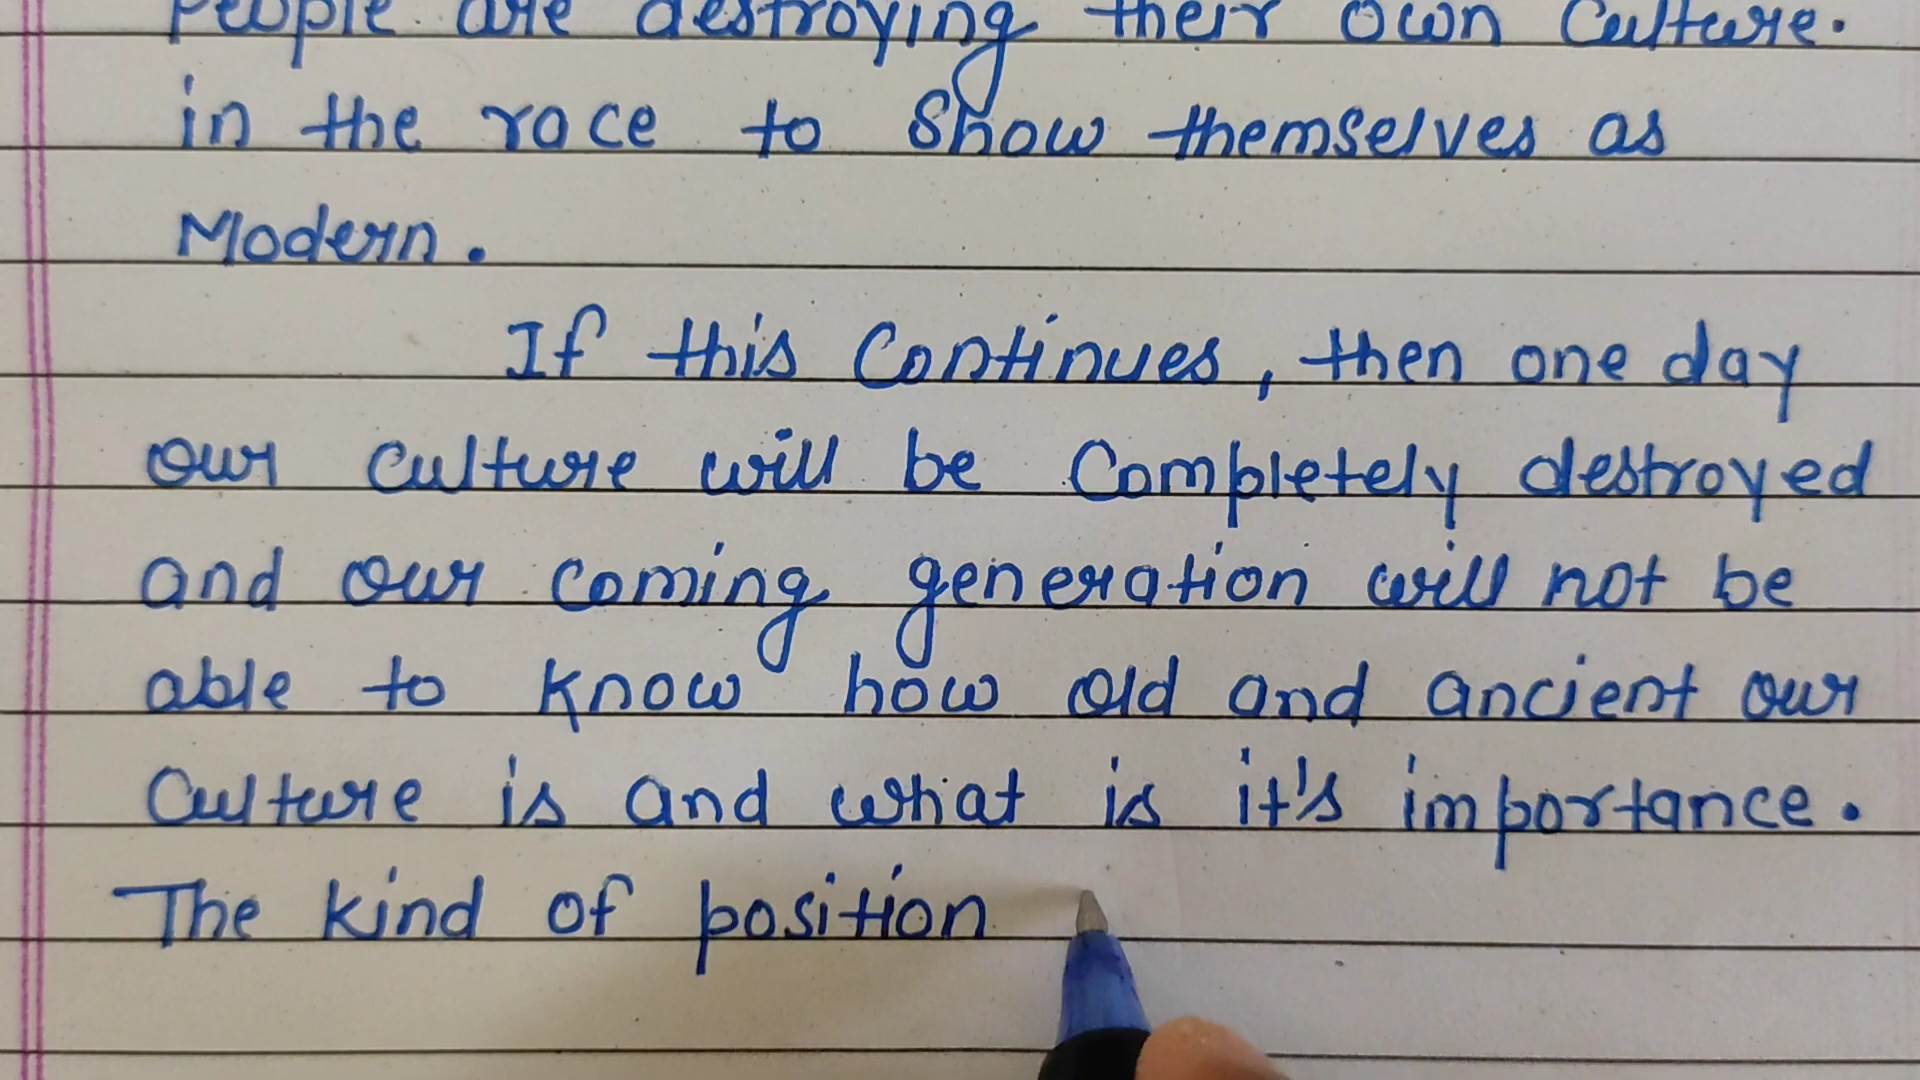 People are destroying their own Culture.
in the race to Show themselves as
Modern.
If this Continues, then one day
our culture will be Completely destroyed
and our coming generation will not be
able to know how old and ancient our
Culture is and what is it's importance.
The kind of position